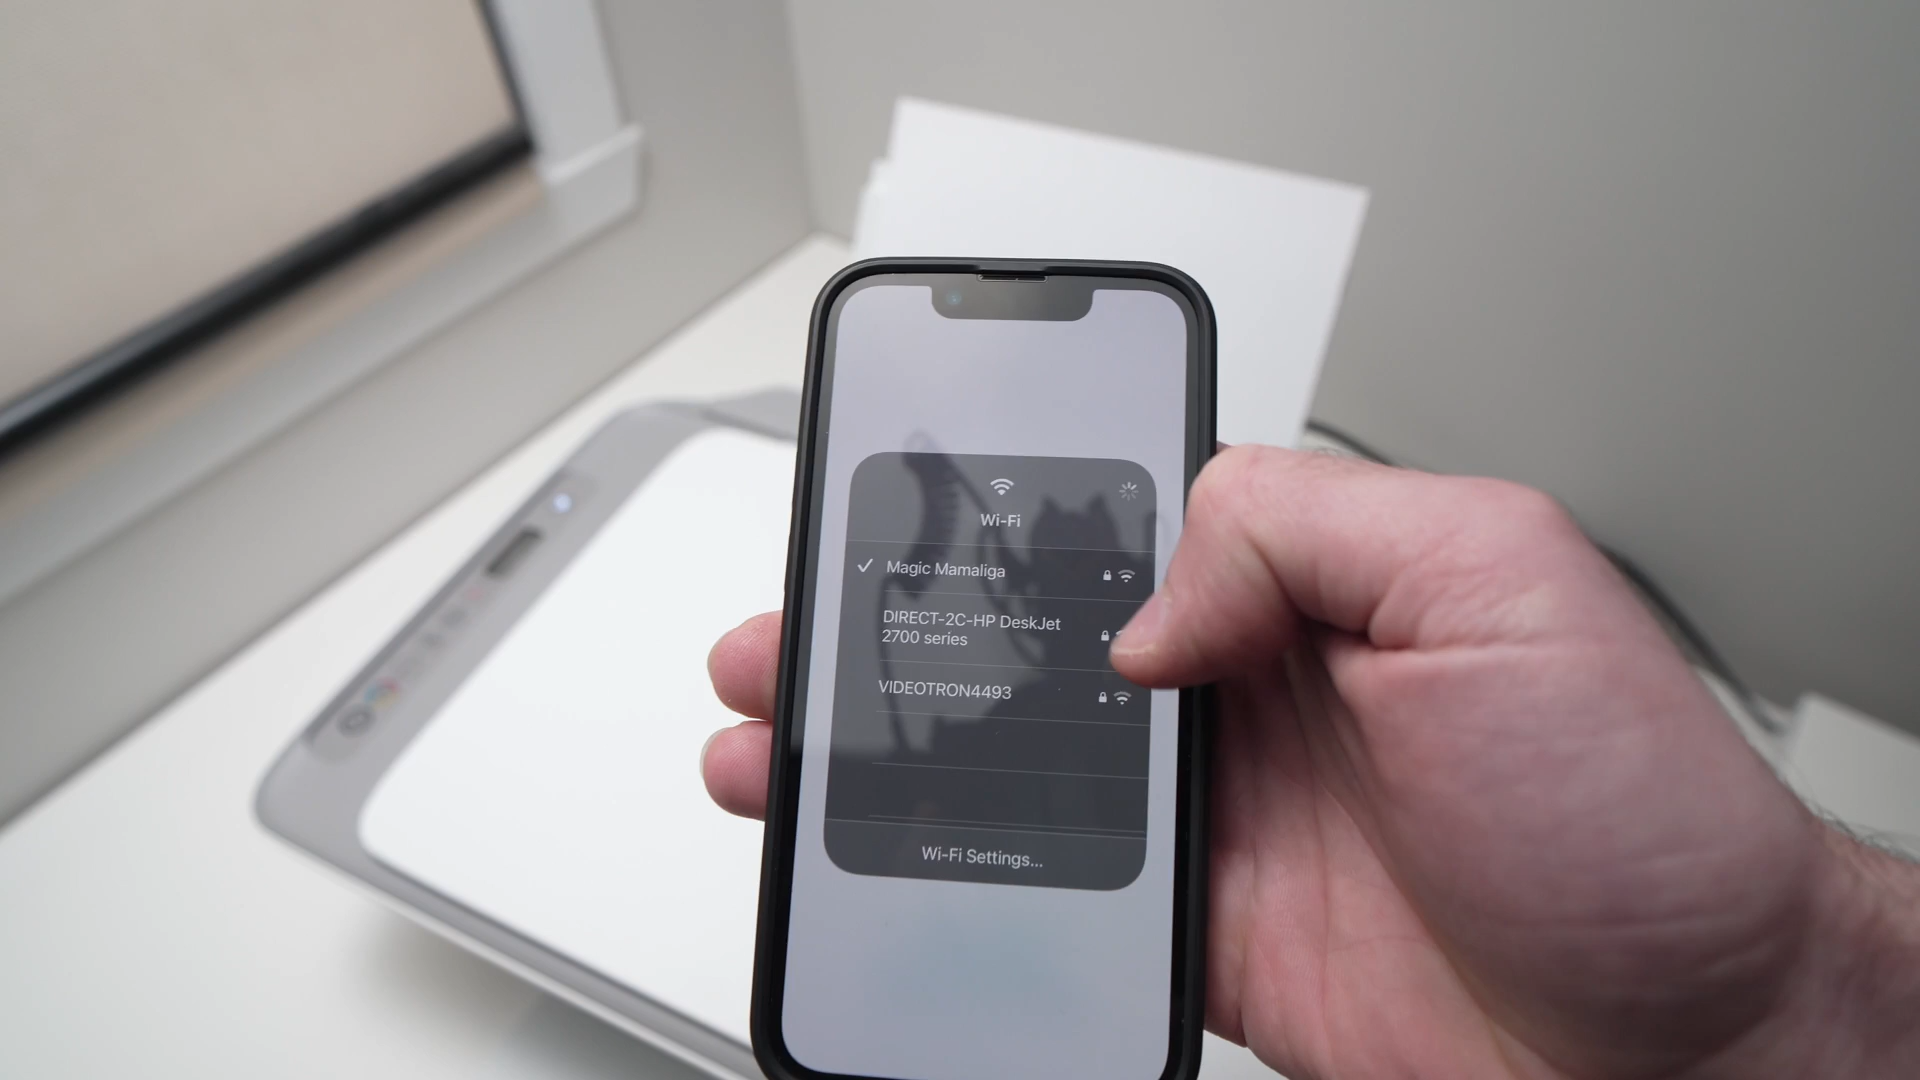 Wi-Fi
Magic Mamaliga
DIRECT-2C-HP DeskJet
2700 series
VIDEOTRON4493
Wi-Fi Settings...